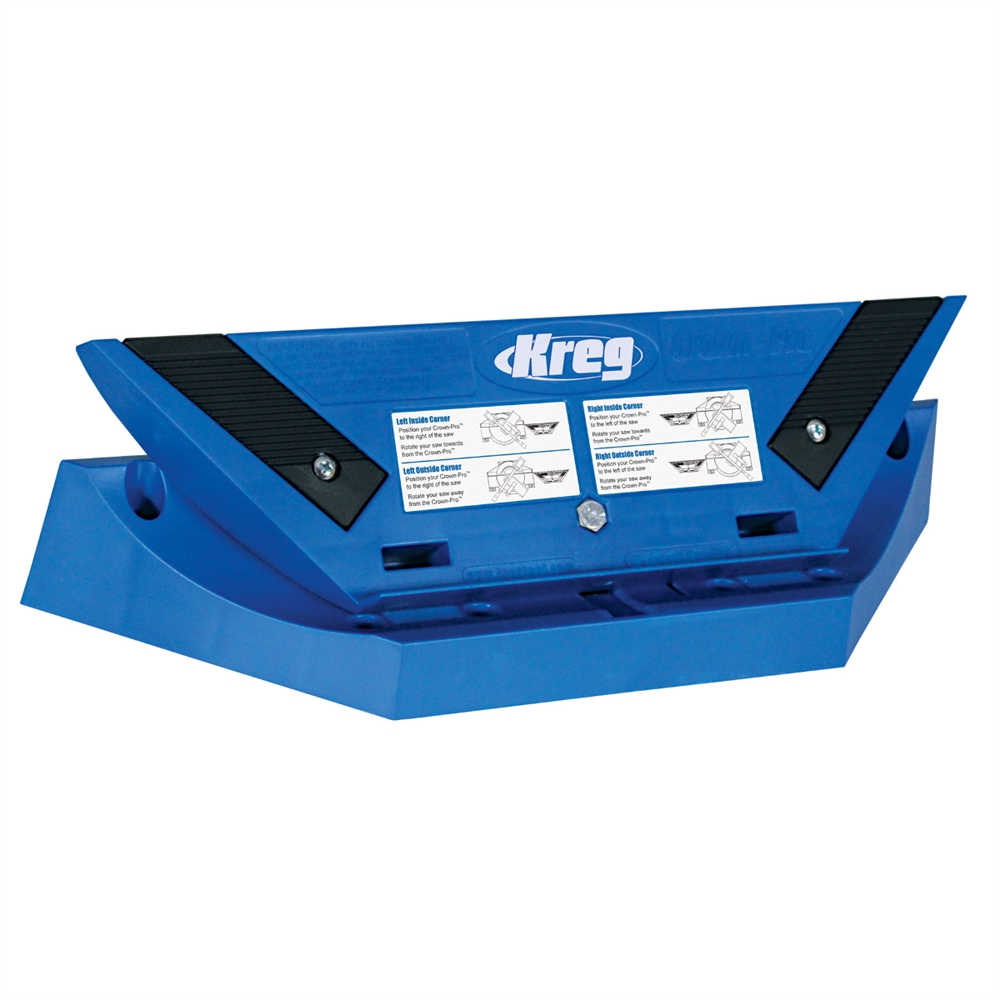 Kreg
Crown-Pro
Left Inside Corner
Position your Crown-Pro™
to the right of the saw
Rotate your saw towards
from the Crown-Pro™
Left Outside Corner
Position your Crown-Pro™
to the right of the saw
Rotate your saw away
from the Crown-Pro™
Right Inside Corner
Position your Crown-Pro™
to the left of the saw
Rotate your saw towards
from the Crown-Pro™
Right Outside Corner
Position your Crown-Pro™
to the left of the saw
Rotate your saw away
from the Crown-Pro™